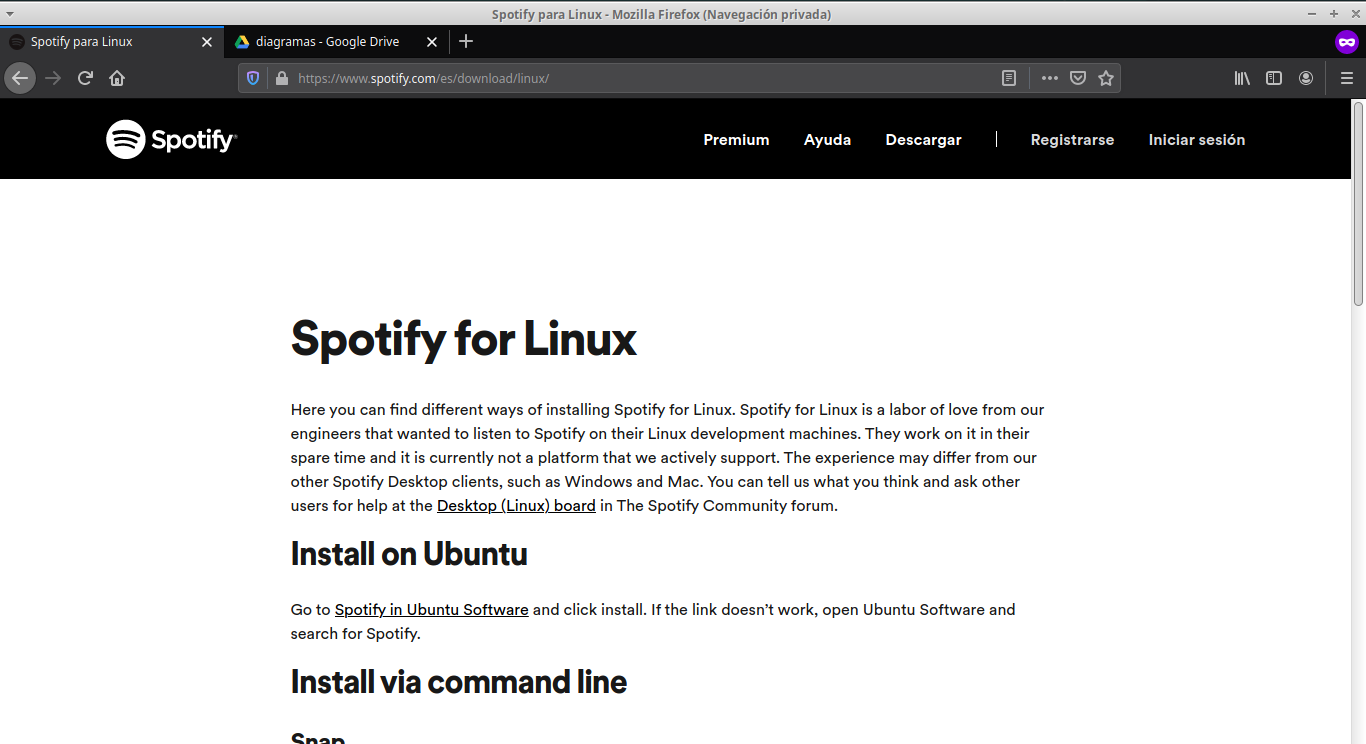 Spotify para Linux - Mozilla Firefox (Navegación privada)
Spotify para Linux
diagramas - Google Drive
https://www.spotify.com/es/download/linux/
Spotify
Premium
Ayuda
Descargar
Registrarse
Iniciar sesión
Spotify for Linux
Here you can find different ways of installing Spotify for Linux. Spotify for Linux is a labor of love from our
engineers that wanted to listen to Spotify on their Linux development machines. They work on it in their
spare time and it is currently not a platform that we actively support. The experience may differ from our
other Spotify Desktop clients, such as Windows and Mac. You can tell us what you think and ask other
users for help at the Desktop (Linux) board in The Spotify Community forum.
Install on Ubuntu
Go to Spotify in Ubuntu Software and click install. If the link doesn’t work, open Ubuntu Software and
search for Spotify.
Install via command line
Snap